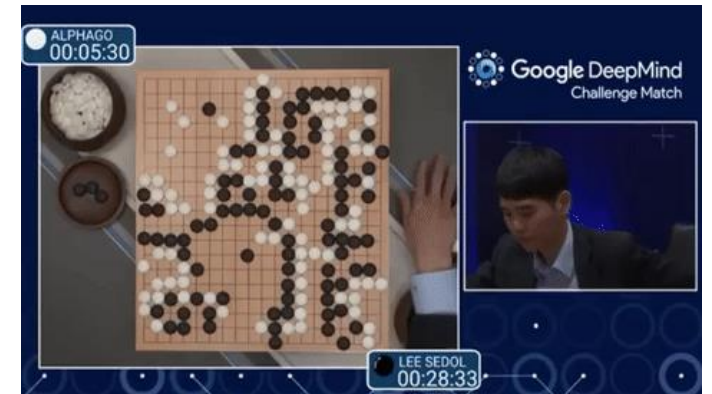 ALPHAGO
00:05:30
Google DeepMind
Challenge Match
LEE SEDOL
00:28:33